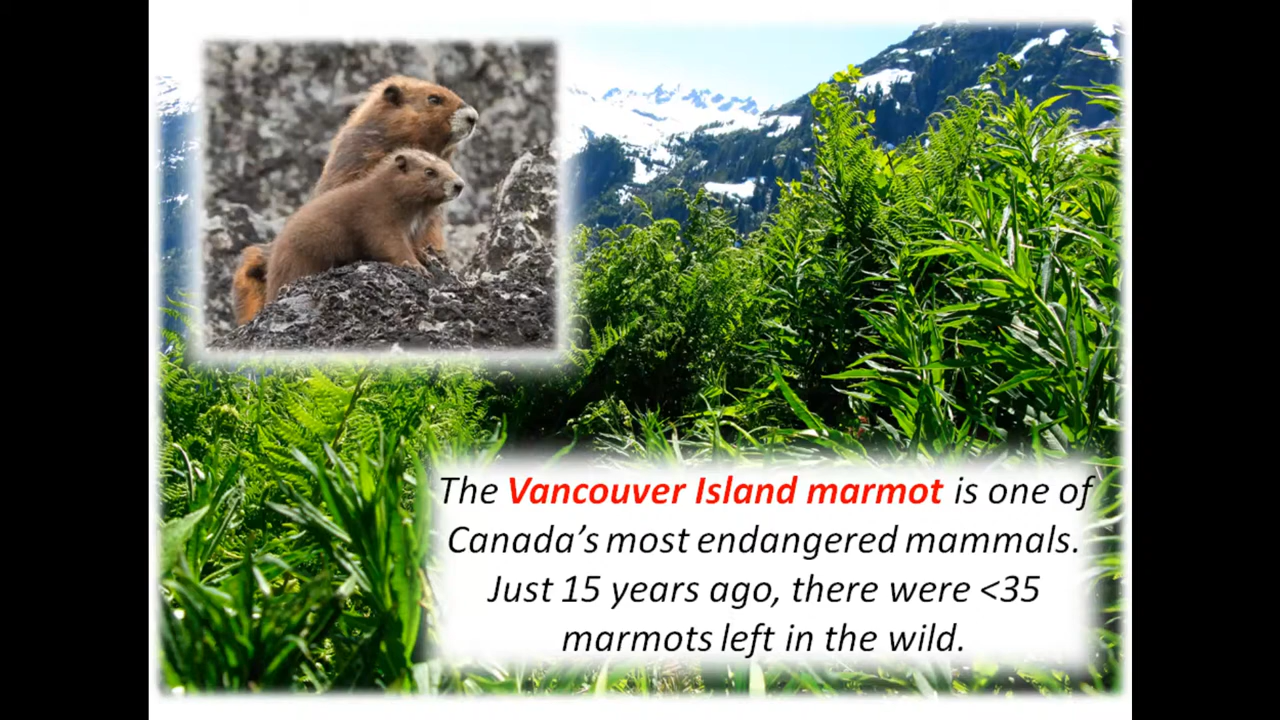 The Vancouver Island marmot is one of
Canada’s most endangered mammals.
Just 15 years ago, there were <35
marmots left in the wild.